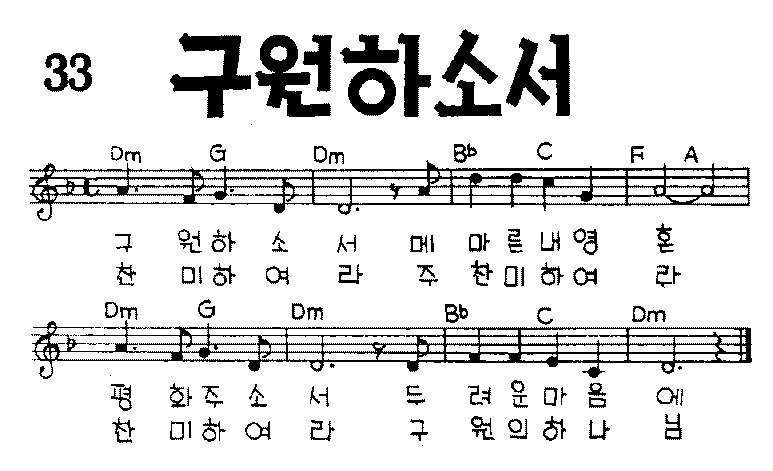 33 구원하소서
Dm G Dm Bb C F A
구 원하 소 서 메 마른내영 혼
찬 미하 여 라 주 찬미하여 라
Dm G Dm Bb C Dm
평 화주 소 서 두 려운마음 에
찬 미하 여 라 구 원의하나 님